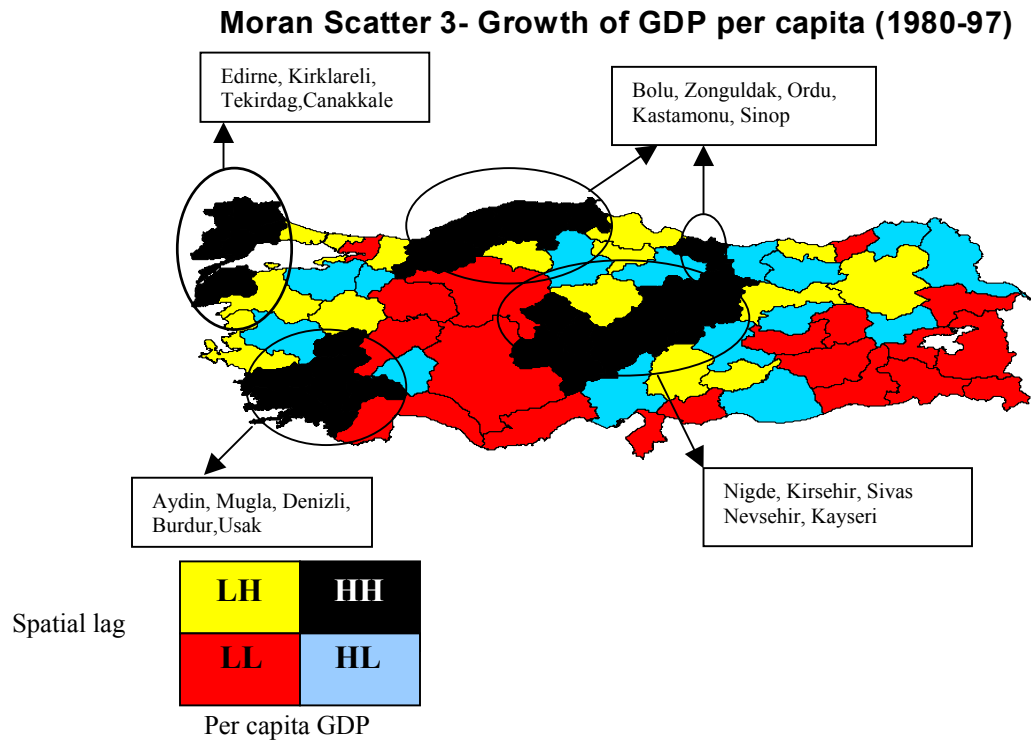 Moran Scatter 3- Growth of GDP per capita (1980-97)
Edirne, Kirklareli,
Tekirdag,Canakkale
Bolu, Zonguldak, Ordu,
Kastamonu, Sinop
Aydin, Mugla, Denizli,
Burdur,Usak
Nigde, Kirsehir, Sivas
Nevsehir, Kayseri
LH HH
Spatial lag
LL HL
Per capita GDP